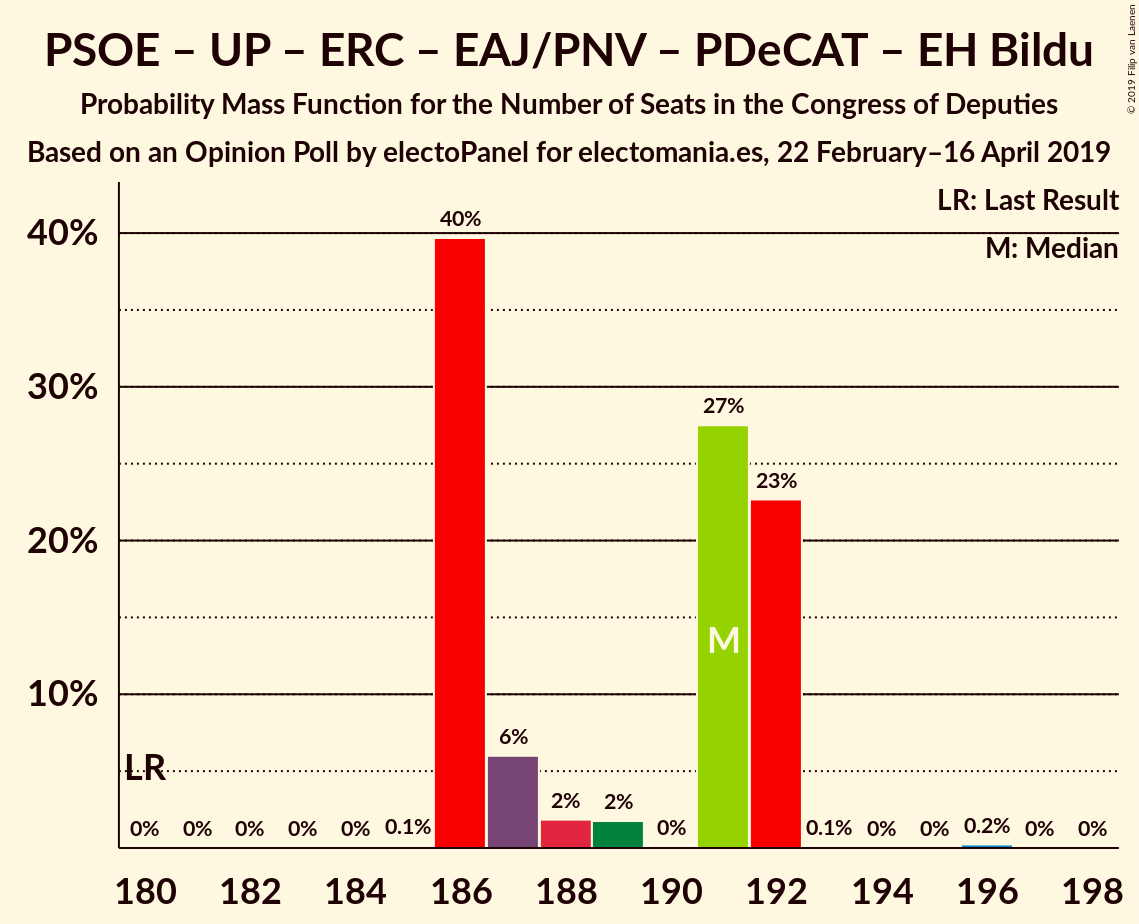 PSOE – UP – ERC – EAJ/PNV – PDeCAT – EH Bildu
Probability Mass Function for the Number of Seats in the Congress of Deputies
Based on an Opinion Poll by electoPanel for electomania.es, 22 February–16 April 2019
© 2019 Filip van Laenen
LR: Last Result
M: Median
40%
30%
20%
10%
40%
27%
23%
M
6%
LR
0% 0% 0% 0% 0% 0.1% 2% 2% 0% 0.1% 0% 0% 0.2% 0% 0%
180 182 184 186 188 190 192 194 196 198